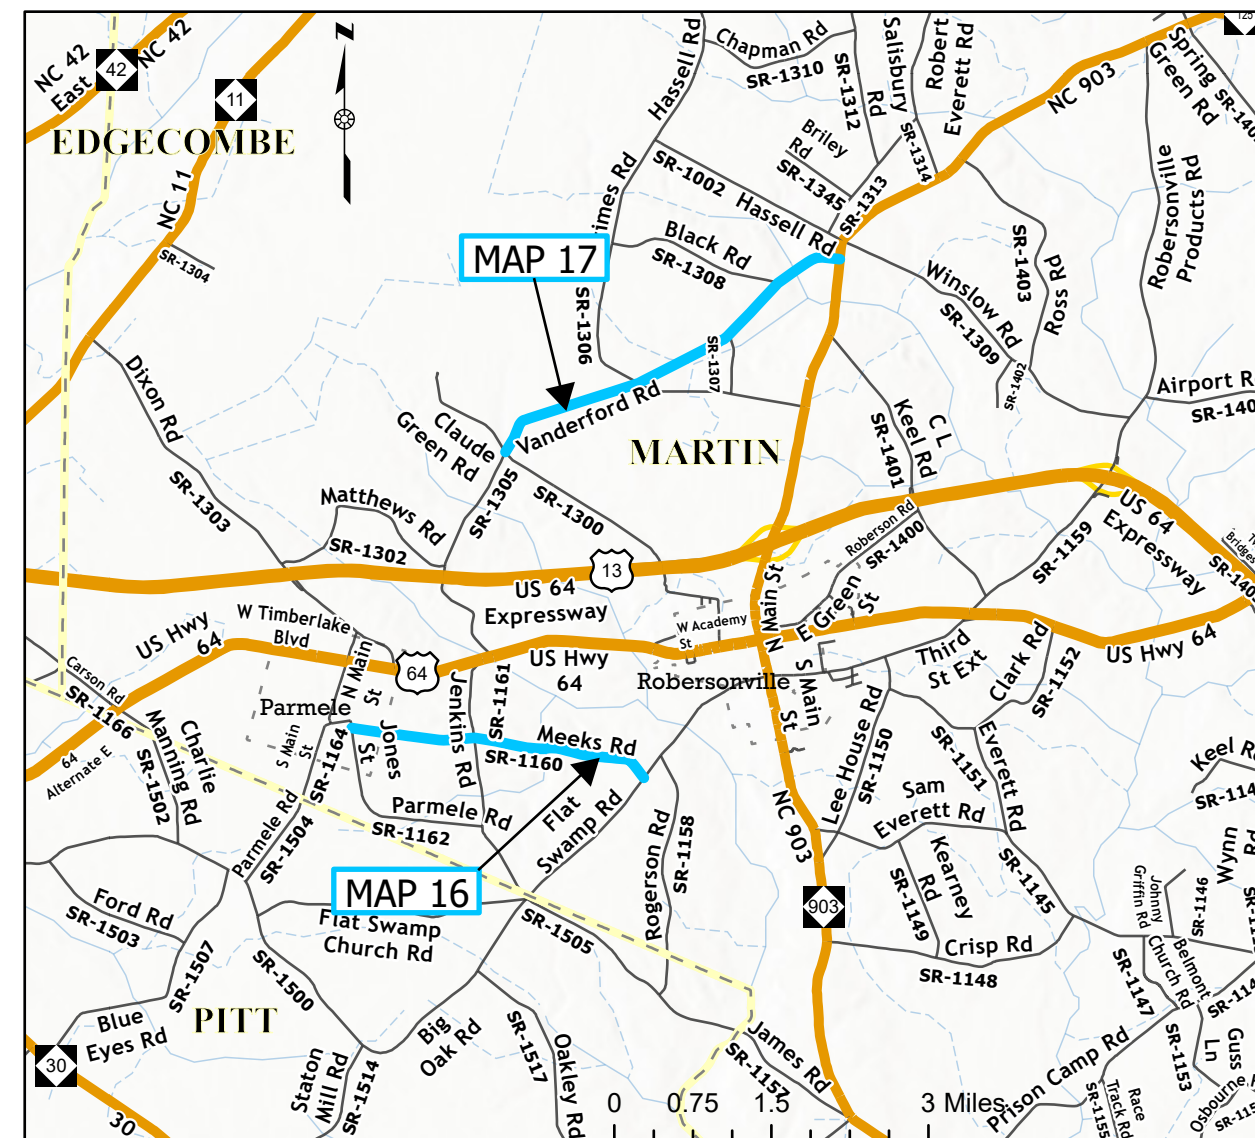 NC 42
East
42
NC 42
11
EDGECOMBE
NC 11
SR-1304
Hassell Rd
Chapman Rd
SR-1310
SR-1312
Salisbury
Rd
Robert
Everett Rd
SR-1314
NC 903
125
Spring
Green Rd
Briley
Rd
SR-1345
SR-1313
SR-1002
Hassell Rd
Black Rd
SR-1308
MAP 17
SR-1306
SR-1307
Vanderford Rd
Winslow Rd
SR-1309
SR-1403
Ross Rd
SR-1402
Robersonville
Products Rd
Airport R
SR-140
Dixon Rd
SR-1303
Claude
Green Rd
SR-1305
SR-1300
MARTIN
C L
Keel Rd
SR-1401
Matthews Rd
SR-1302
13
US 64
Expressway
Roberson Rd
SR-1400
E Green
St
SR-1159
US 64
Expressway
US Hwy
64
W Timberlake
Blvd
N Main
St
64
US Hwy
64
W Academy
St
N Main St
Robersonville
S Main
St
Third
St Ext
Clark Rd
SR-1152
US Hwy 64
Carson Rd
SR-1166
64
Alternate E
Charlie
Manning Rd
SR-1502
Parmele
S Main
St
SR-1164
Jones
St
Jenkins Rd
SR-1161
Meeks Rd
SR-1160
Parmele Rd
SR-1162
Flat
Swamp Rd
Parmele Rd
SR-1504
MAP 16
Rogerson Rd
SR-1158
NC 903
Lee House Rd
SR-1150
SR-1151
Everett Rd
Sam
Everett Rd
Kearney
Rd
SR-1149
SR-1145
Keel R
SR-114
Wynn
Rd
Johnny
Griffin Rd
SR-1146
903
Crisp Rd
SR-1148
Church Rd
SR-1147
Belmont
Ln
SR-1153
Guss
Ford Rd
SR-1503
SR-1507
Flat Swamp
Church Rd
SR-1505
SR-1500
PITT
Blue
Eyes Rd
30
30
Staton
Mill Rd
SR-1514
Big
Oak Rd
SR-1517
Oakley Rd
James Rd
SR-1157
Prison Camp Rd
Race
Track Rd
SR-1155
0 0.75 1.5 3 Miles